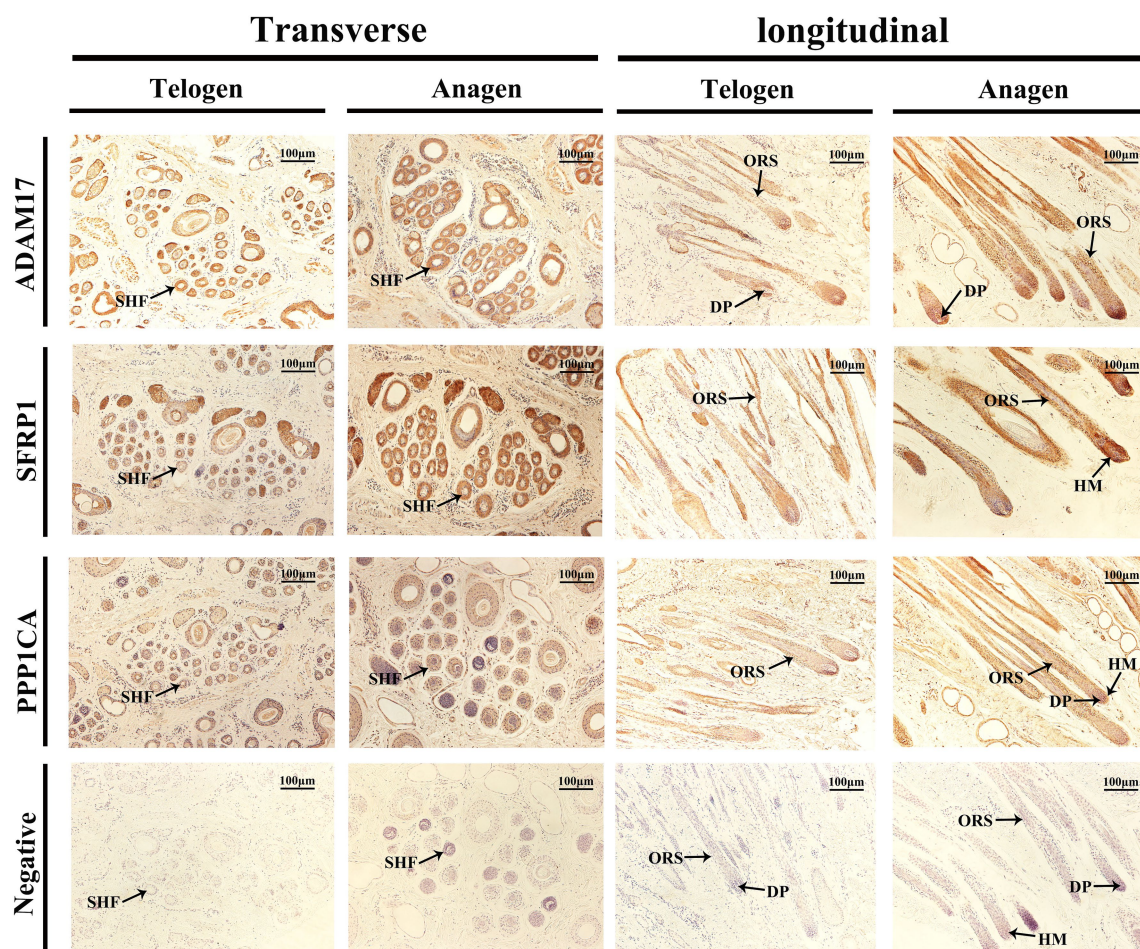 Transverse longitudinal
Telogen Anagen Telogen Anagen
ADAM17
100μm 100μm 100μm 100μm
SHF SHF ORS DP ORS DP
SFRP1
100μm 100μm 100μm 100μm
SHF SHF ORS ORS HM
PPP1CA
100μm 100μm 100μm 100μm
SHF SHF ORS ORS HM DP
Negative
100μm 100μm 100μm 100μm
SHF SHF ORS DP ORS DP HM